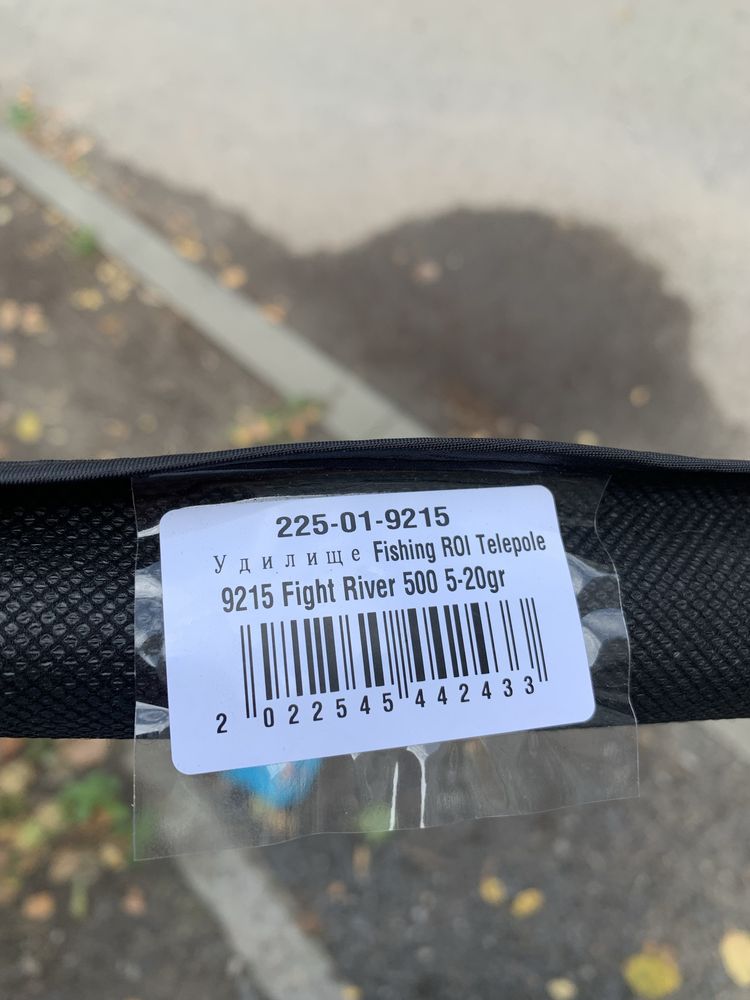 225-01-9215
Удилище Fishing ROI Telepole
9215 Fight River 500 5-20gr
2 022545 442433